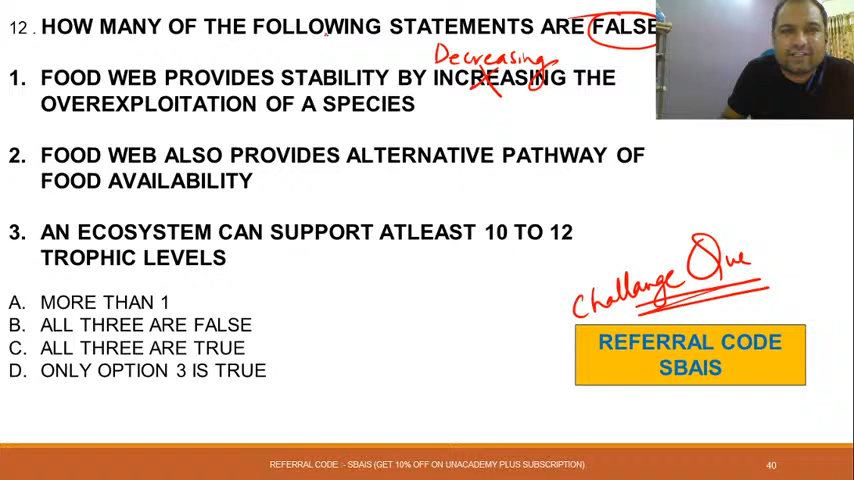 12 . HOW MANY OF THE FOLLOWING STATEMENTS ARE FALSE
Decreasing
1. FOOD WEB PROVIDES STABILITY BY INCREASING THE
OVEREXPLOITATION OF A SPECIES
2. FOOD WEB ALSO PROVIDES ALTERNATIVE PATHWAY OF
FOOD AVAILABILITY
3. AN ECOSYSTEM CAN SUPPORT ATLEAST 10 TO 12
TROPHIC LEVELS
Challange Que
A. MORE THAN 1
B. ALL THREE ARE FALSE
C. ALL THREE ARE TRUE
D. ONLY OPTION 3 IS TRUE
REFERRAL CODE
SBAIS
REFERRAL CODE :- SBAIS (GET 10% OFF ON UNACADEMY PLUS SUBSCRIPTION)
40